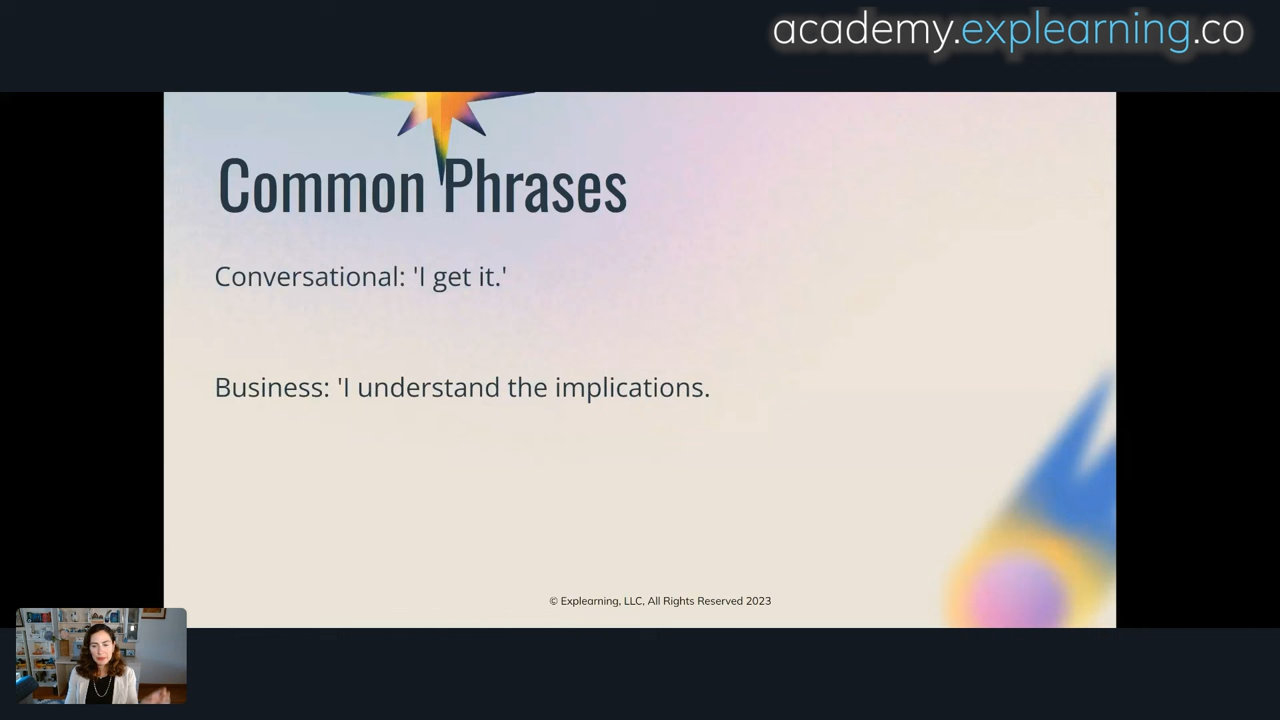 academy.explearning.co
Common Phrases
Conversational: 'I get it.'
Business: 'I understand the implications.
© Explearning, LLC, All Rights Reserved 2023